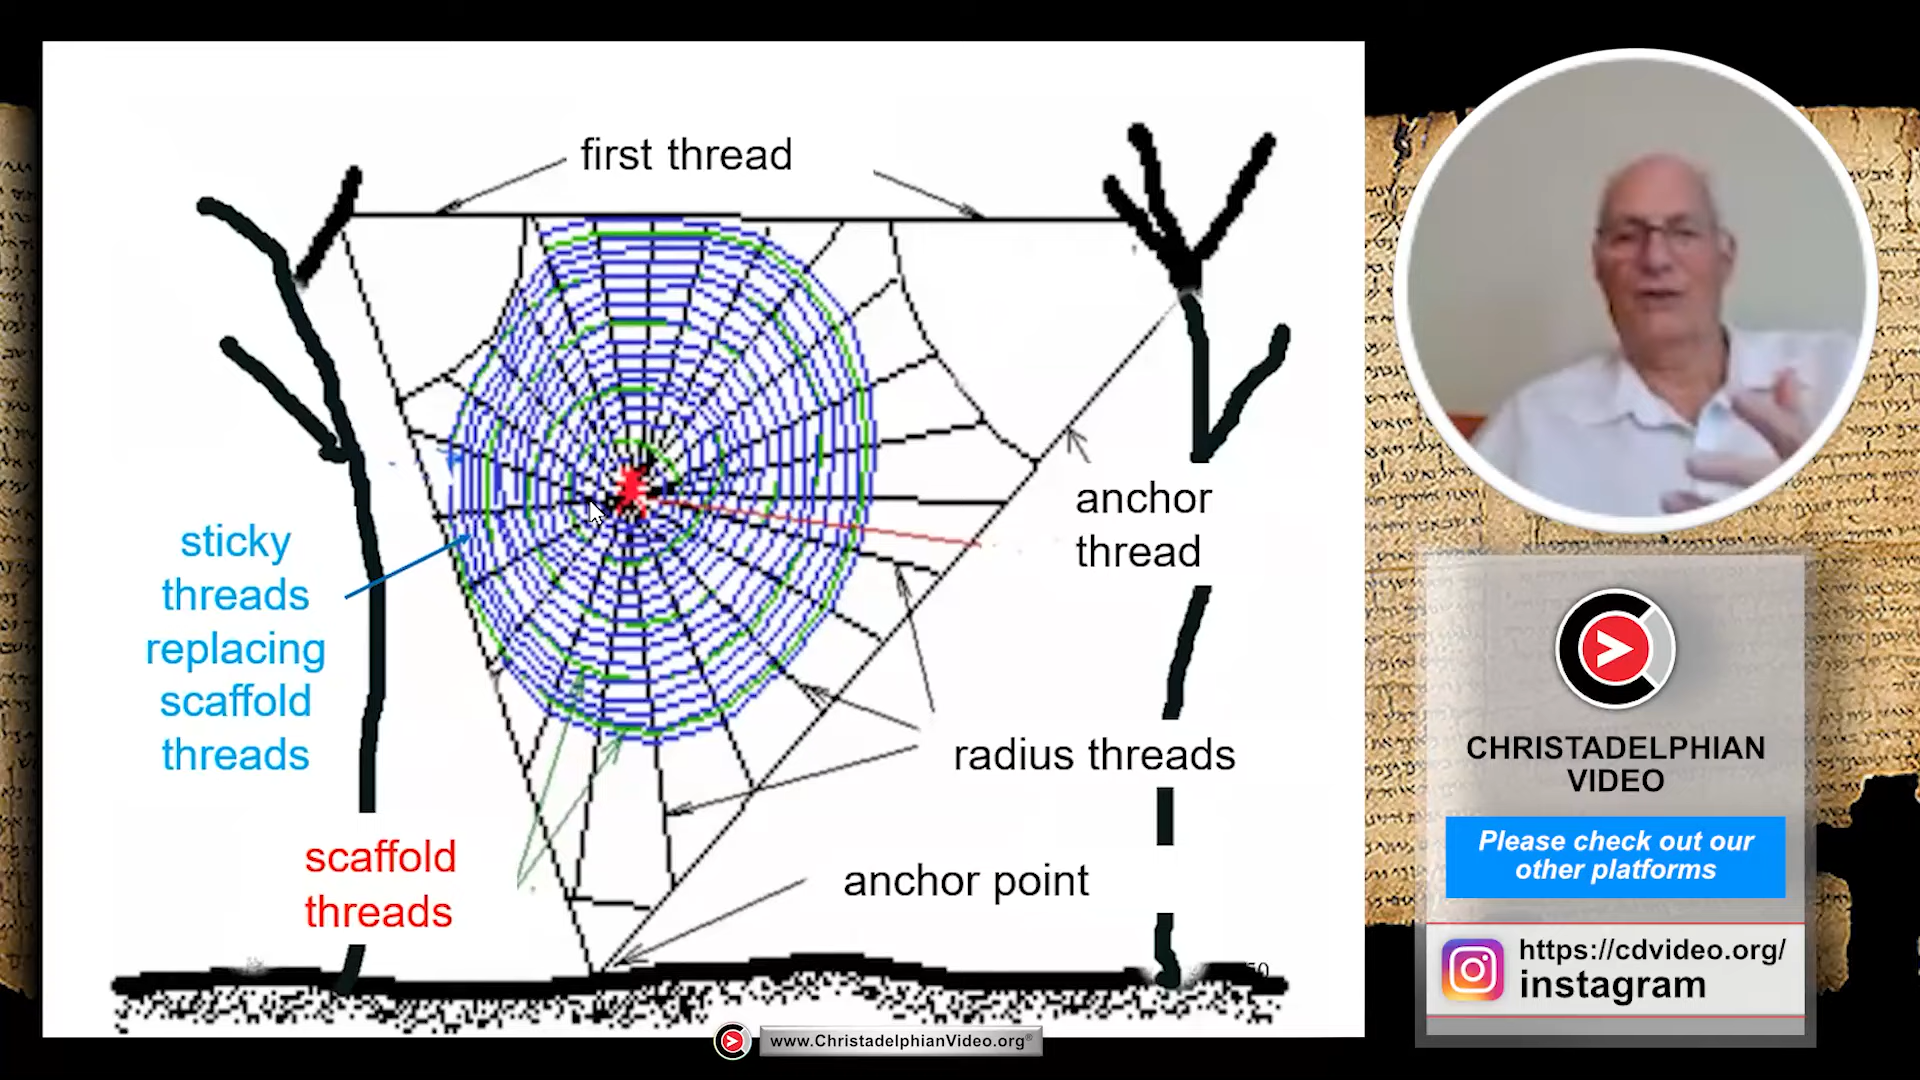 first thread
anchor
thread
sticky
threads
replacing
scaffold
threads
radius threads
scaffold
threads
anchor point
50
www.ChristadelphianVideo.org®
CHRISTADELPHIAN
VIDEO
Please check out our
other platforms
https://cdvideo.org/
instagram